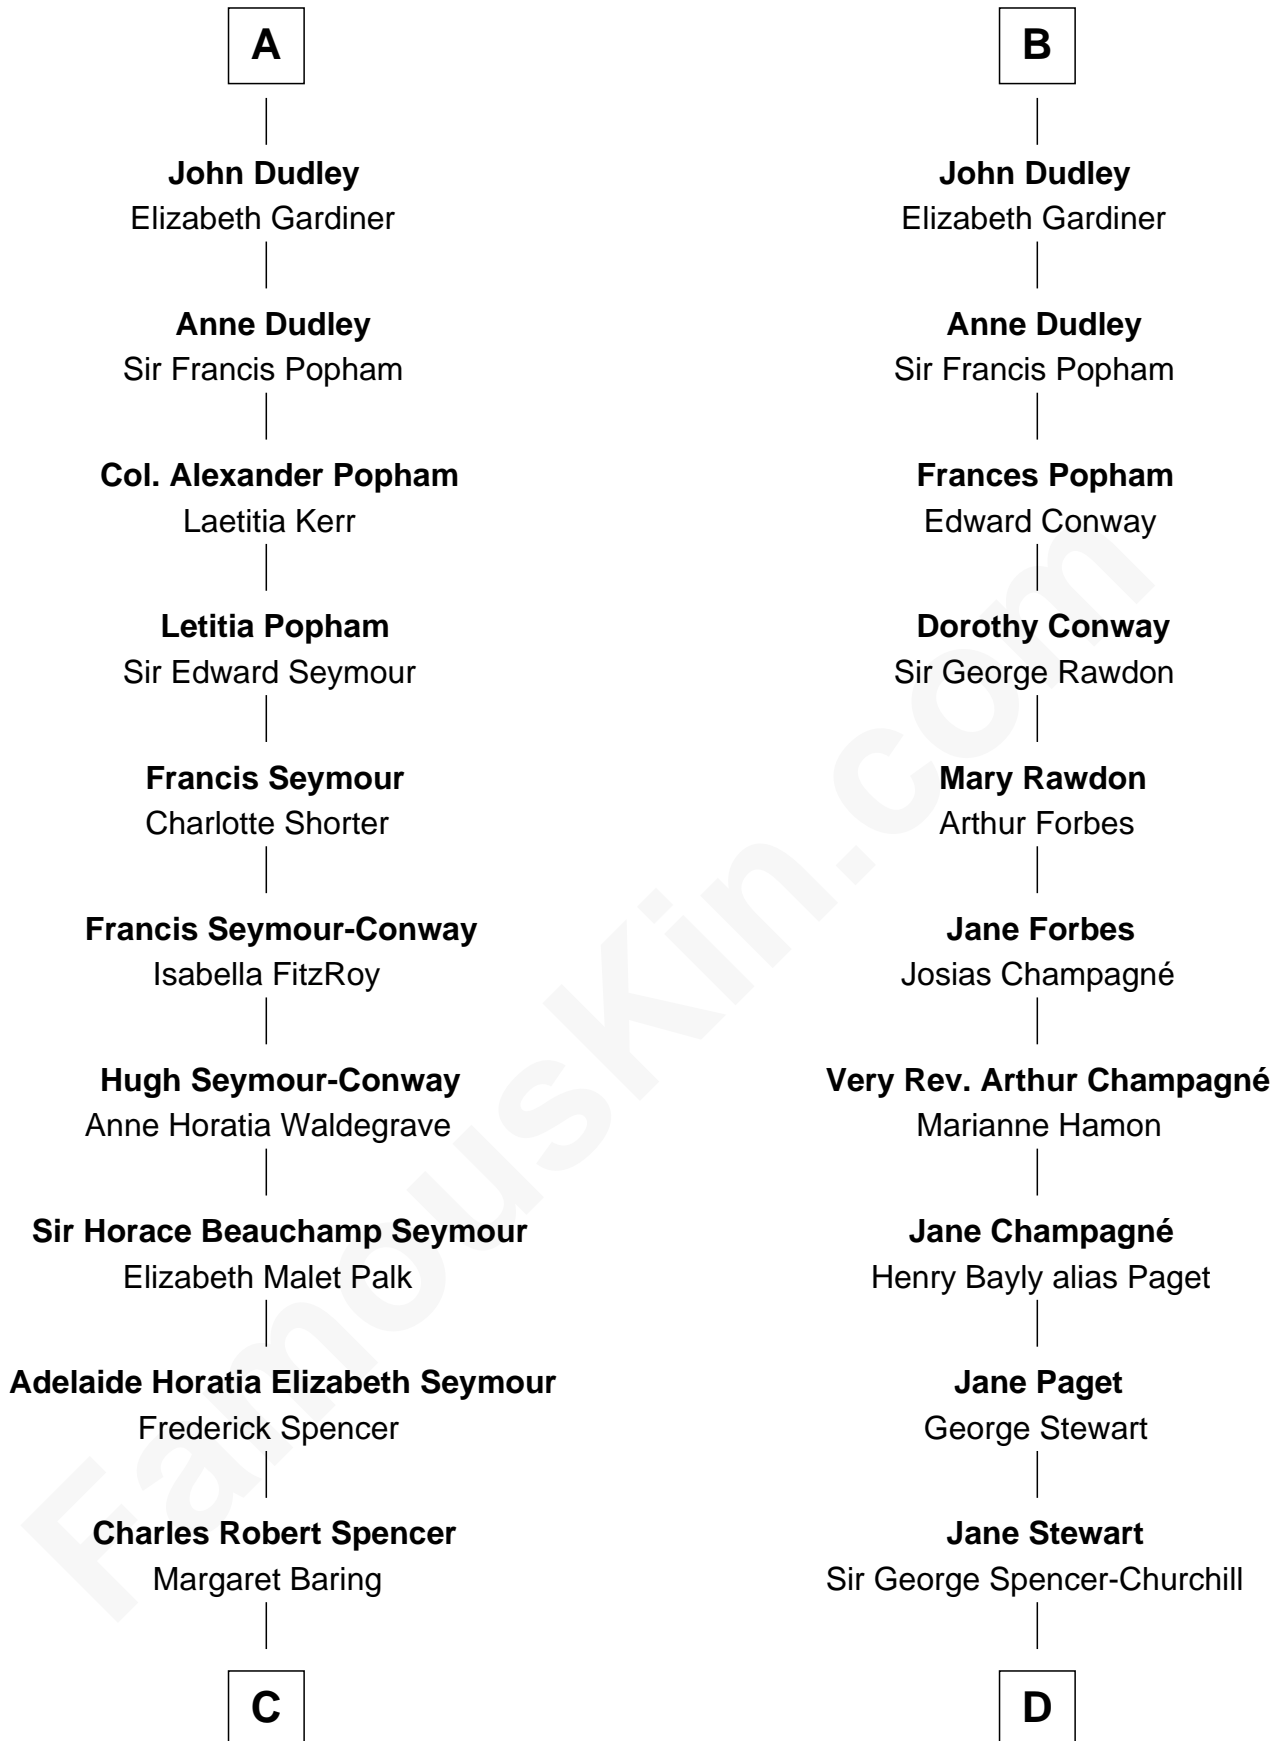 A
John Dudley
Elizabeth Gardiner
Anne Dudley
Sir Francis Popham
Col. Alexander Popham
Laetitia Kerr
Letitia Popham
Sir Edward Seymour
Francis Seymour
Charlotte Shorter
Francis Seymour-Conway
Isabella FitzRoy
Hugh Seymour-Conway
Anne Horatia Waldegrave
Sir Horace Beauchamp Seymour
Elizabeth Malet Palk
Adelaide Horatia Elizabeth Seymour
Frederick Spencer
Charles Robert Spencer
Margaret Baring
C
B
John Dudley
Elizabeth Gardiner
Anne Dudley
Sir Francis Popham
Frances Popham
Edward Conway
Dorothy Conway
Sir George Rawdon
Mary Rawdon
Arthur Forbes
Jane Forbes
Josias Champagné
Very Rev. Arthur Champagné
Marianne Hamon
Jane Champagné
Henry Bayly alias Paget
Jane Paget
George Stewart
Jane Stewart
Sir George Spencer-Churchill
D
FamousKin.com